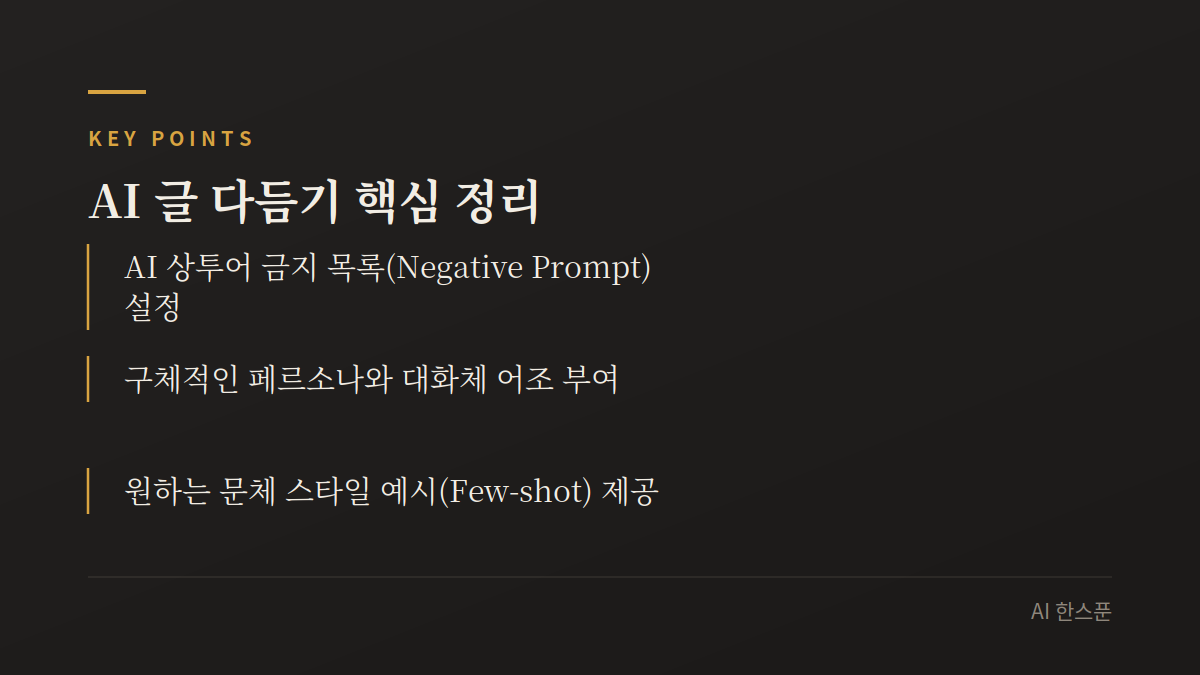 KEY POINTS
AI 글 다듬기 핵심 정리
AI 상투어 금지 목록(Negative Prompt)
설정
구체적인 페르소나와 대화체 어조 부여
원하는 문체 스타일 예시(Few-shot) 제공
AI 한스푼